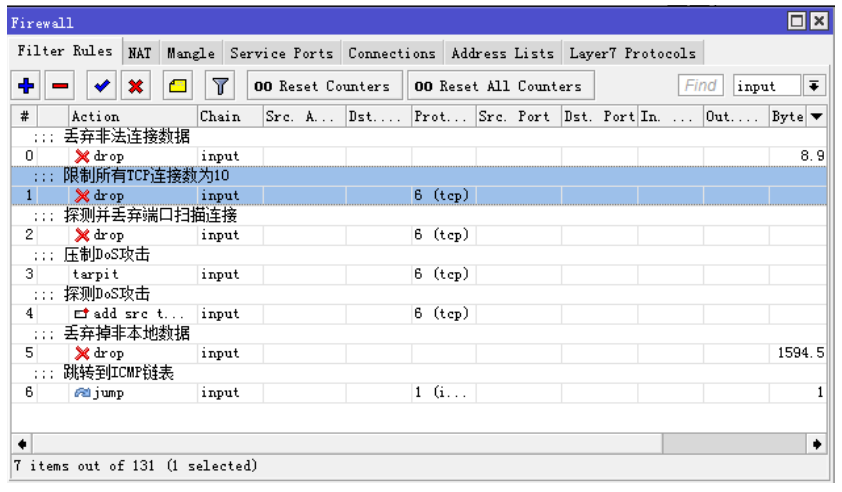 Firewall
Filter Rules NAT Mangle Service Ports Connections Address Lists Layer7 Protocols
00 Reset Counters 00 Reset All Counters Find input
# Action Chain Src. A... Dst.... Prot... Src. Port Dst. Port In. ... Out.... Byte
;;; 丢弃非法连接数据
0 drop input 8.9
;;; 限制所有TCP连接数为10
1 drop input 6 (tcp)
;;; 探测并丢弃端口扫描连接
2 drop input 6 (tcp)
;;; 压制DoS攻击
3 tarpit input 6 (tcp)
;;; 探测DoS攻击
4 add src t... input 6 (tcp)
;;; 丢弃掉非本地数据
5 drop input 1594.5
;;; 跳转到ICMP链表
6 jump input 1 (i... 1
7 items out of 131 (1 selected)